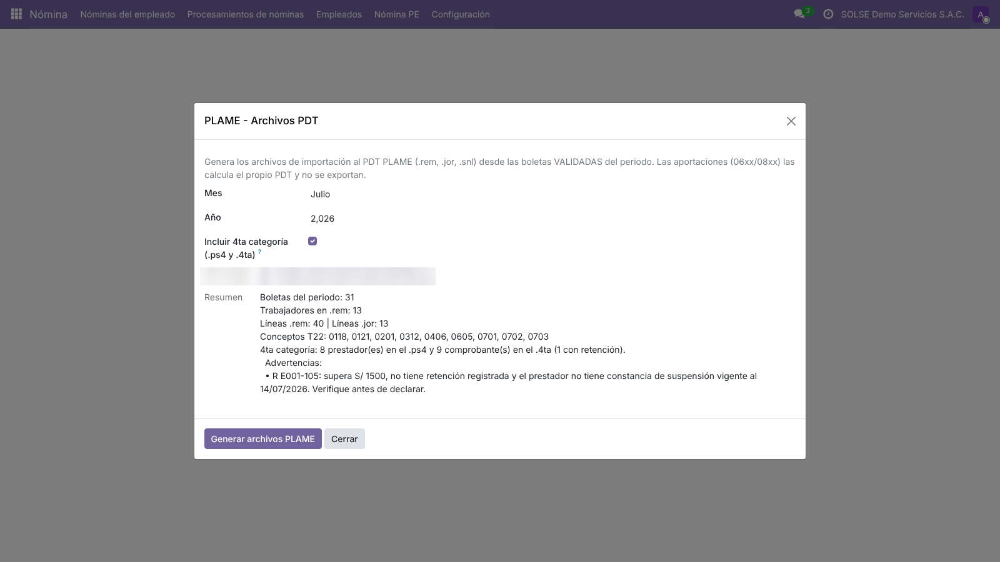 Nómina Nóminas del empleado Procesamientos de nóminas Empleados Nómina PE Configuración 3 SOLSE Demo Servicios S.A.C. A
PLAME - Archivos PDT
Genera los archivos de importación al PDT PLAME (.rem, .jor, .snl) desde las boletas VALIDADAS del periodo. Las aportaciones (06xx/08xx) las
calcula el propio PDT y no se exportan.
Mes Julio
Año 2,026
Incluir 4ta categoría
(.ps4 y .4ta) ?
Resumen Boletas del periodo: 31
Trabajadores en .rem: 13
Líneas .rem: 40 | Líneas .jor: 13
Conceptos T22: 0118, 0121, 0201, 0312, 0406, 0605, 0701, 0702, 0703
4ta categoría: 8 prestador(es) en el .ps4 y 9 comprobante(s) en el .4ta (1 con retención).
Advertencias:
• R E001-105: supera S/ 1500, no tiene retención registrada y el prestador no tiene constancia de suspensión vigente al
14/07/2026. Verifique antes de declarar.
Generar archivos PLAME Cerrar